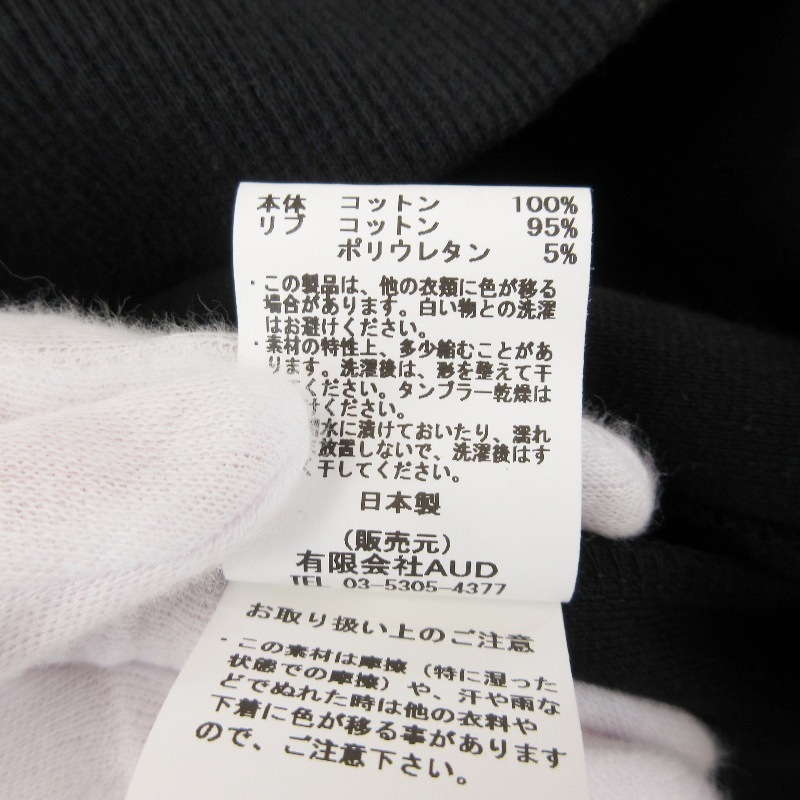 本体 コットン 100%
リブ コットン 95%
ポリウレタン 5%
・この製品は、他の衣類に色が移る
場合があります。白い物との洗濯
はお避けください。
・素材の特性上、多少縮むことがあ
ります。洗濯後は、形を整えて干
ください。タンブラー乾燥は
ください。
水に漬けておいたり、濡れ
放置しないで、洗濯後はす
く干してください。
日本製
(販売元)
有限会社AUD
TEL 03-5305-4377
お取り扱い上のご注意
・この素材は摩擦（特に湿った
状態での摩擦）や、汗や雨な
どでぬれた時は他の衣料や
下着に色が移る事があります
ので、ご注意下さい。